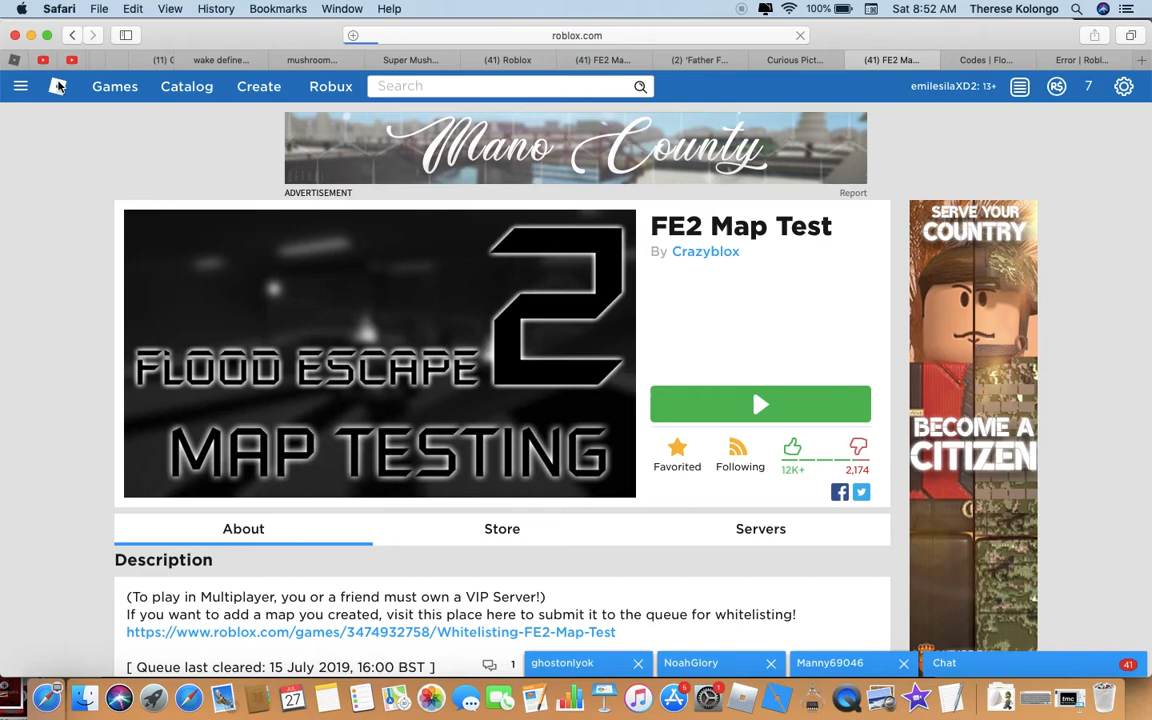 Safari File Edit View History Bookmarks Window Help 100% Sat 8:52 AM Therese Kolongo
roblox.com
(11) C wake define... mushroom... Super Mush... (41) Roblox (41) FE2 Ma... (2) 'Father F... Curious Pict... (41) FE2 Ma... Codes | Flo... Error | Robl...
Games Catalog Create Robux Search emilesilaXD2: 13+ R$ 7
Mano County
ADVERTISEMENT Report
SERVE YOUR
COUNTRY
BECOME A
CITIZEN
FLOOD ESCAPE 2
MAP TESTING
FE2 Map Test
By Crazyblox
Favorited Following 12K+ 2,174
About Store Servers
Description
(To play in Multiplayer, you or a friend must own a VIP Server!)
If you want to add a map you created, visit this place here to submit it to the queue for whitelisting!
https://www.roblox.com/games/3474932758/Whitelisting-FE2-Map-Test
[ Queue last cleared: 15 July 2019, 16:00 BST ]
1 ghostonlyok NoahGlory Manny69046 Chat 41
JUL
27
6
1
tmc